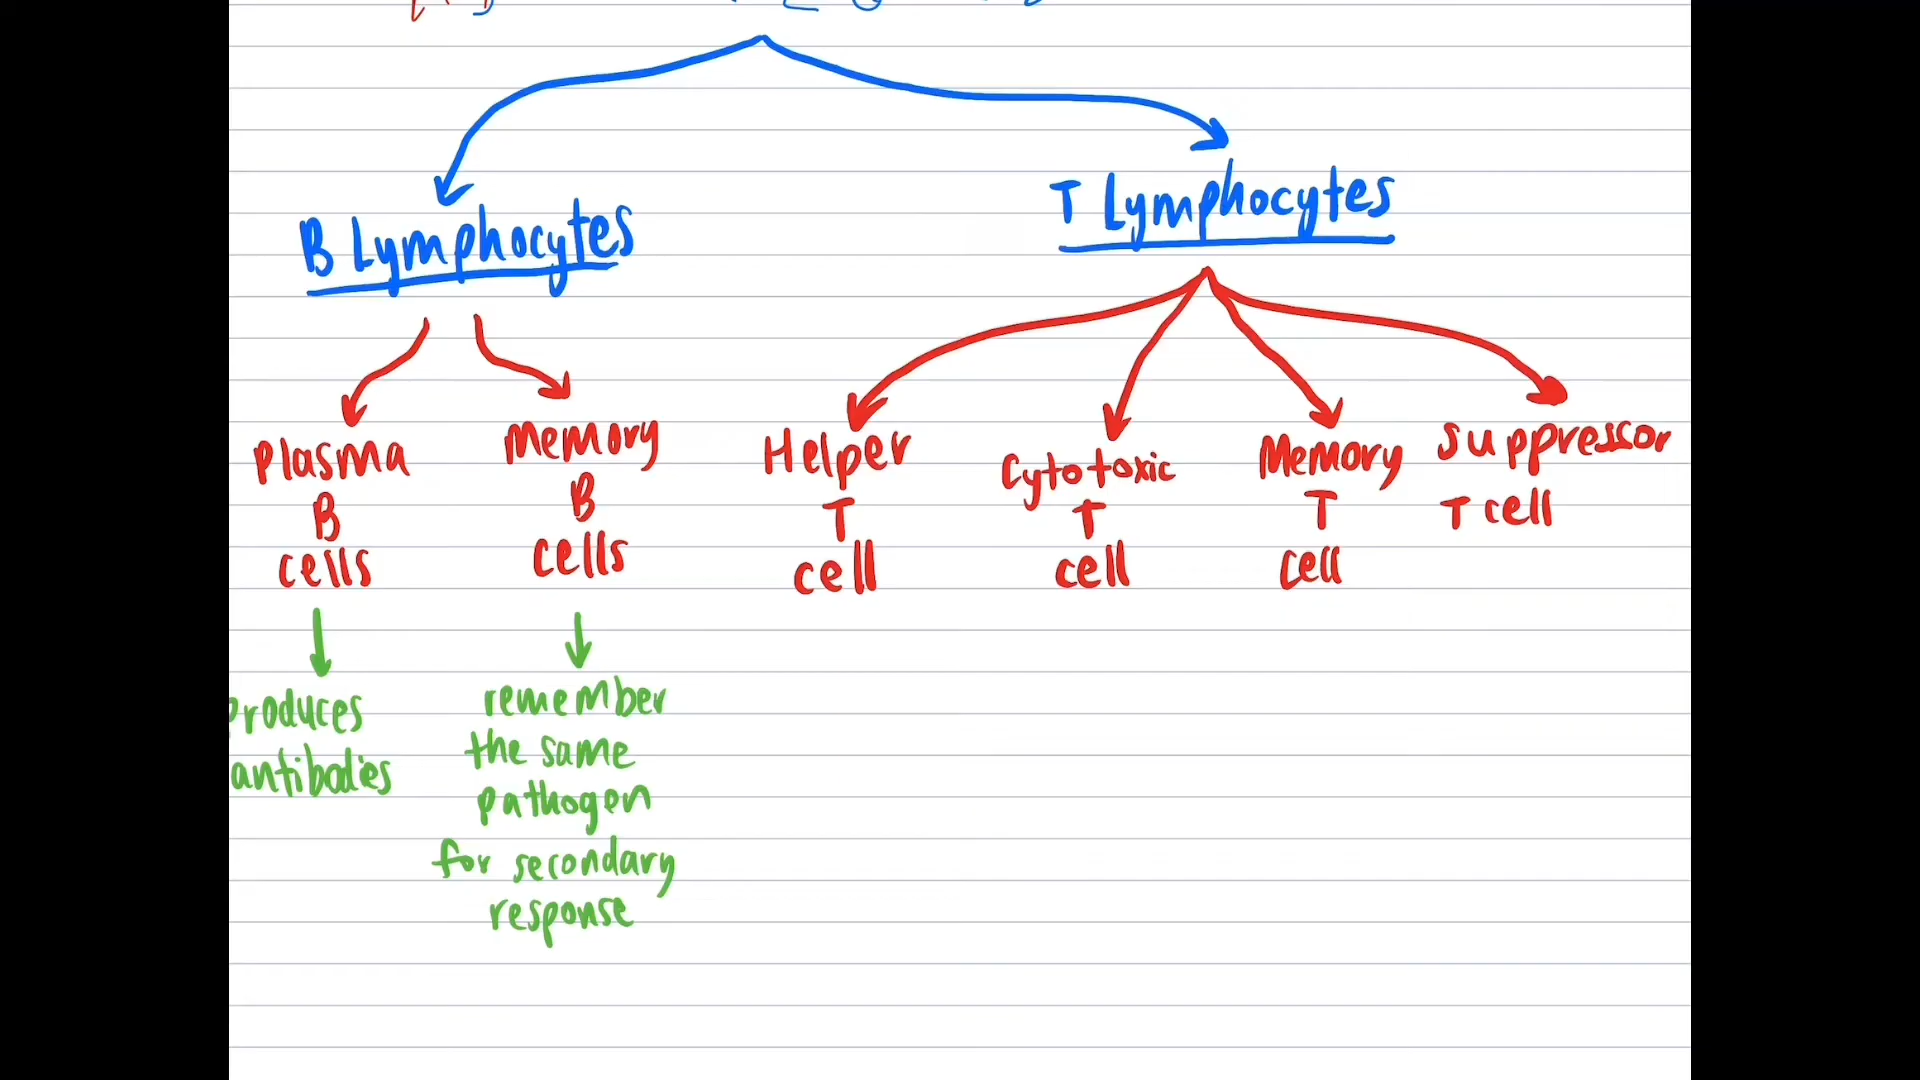 B Lymphocytes
T Lymphocytes
Plasma
B
cells
Memory
B
cells
Helper
T
cell
Cytotoxic
T
cell
Memory
T
cell
Suppressor
T cell
produces
antibodies
remember
the same
pathogen
for secondary
response